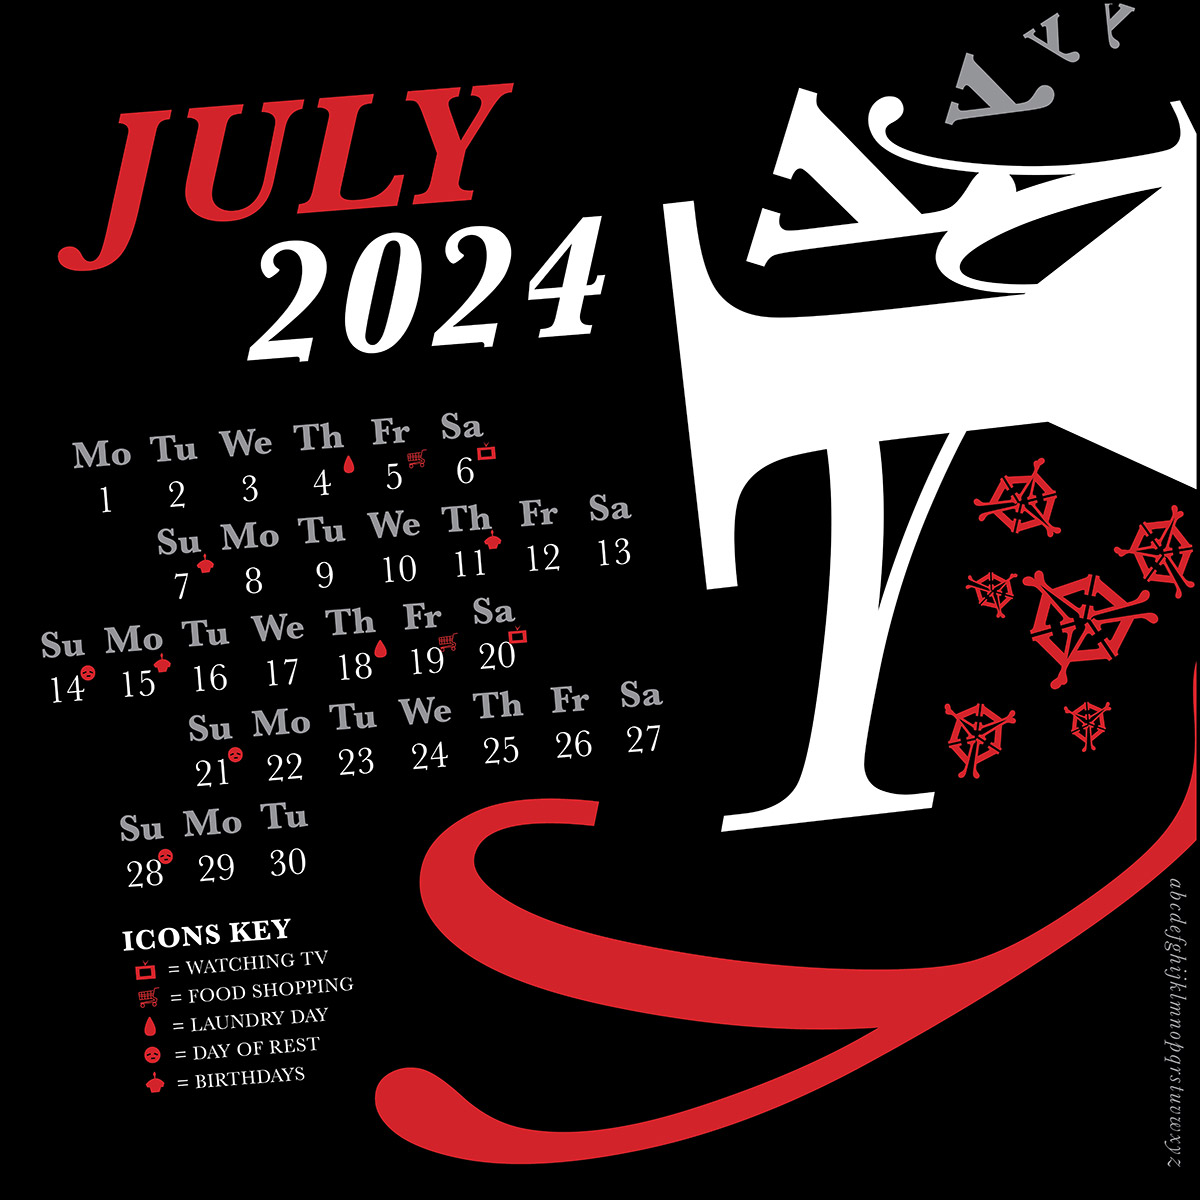 JULY
2024
Mo Tu We Th Fr Sa
1 2 3 4 5 6
Su Mo Tu We Th Fr Sa
7 8 9 10 11 12 13
Su Mo Tu We Th Fr Sa
14 15 16 17 18 19 20
Su Mo Tu We Th Fr Sa
21 22 23 24 25 26 27
Su Mo Tu
28 29 30
ICONS KEY
= WATCHING TV
= FOOD SHOPPING
= LAUNDRY DAY
= DAY OF REST
= BIRTHDAYS
abcdefghijklmnopqrstuvwxyz